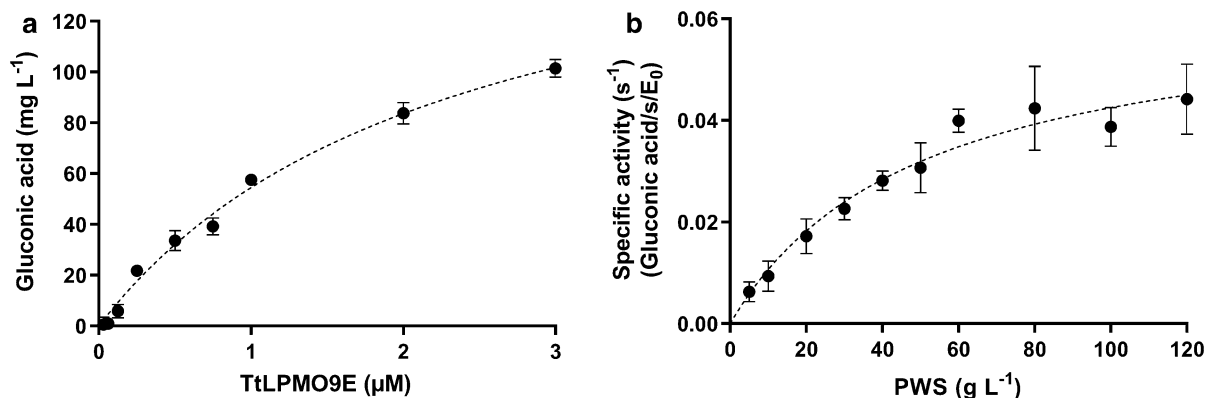 a
120
100
80
60
40
20
0
Gluconic acid (mg L⁻¹)
0 1 2 3
TtLPMO9E (μM)
b
0.06
0.04
0.02
0.00
Specific activity (s⁻¹)
(Gluconic acid/s/E₀)
0 20 40 60 80 100 120
PWS (g L⁻¹)